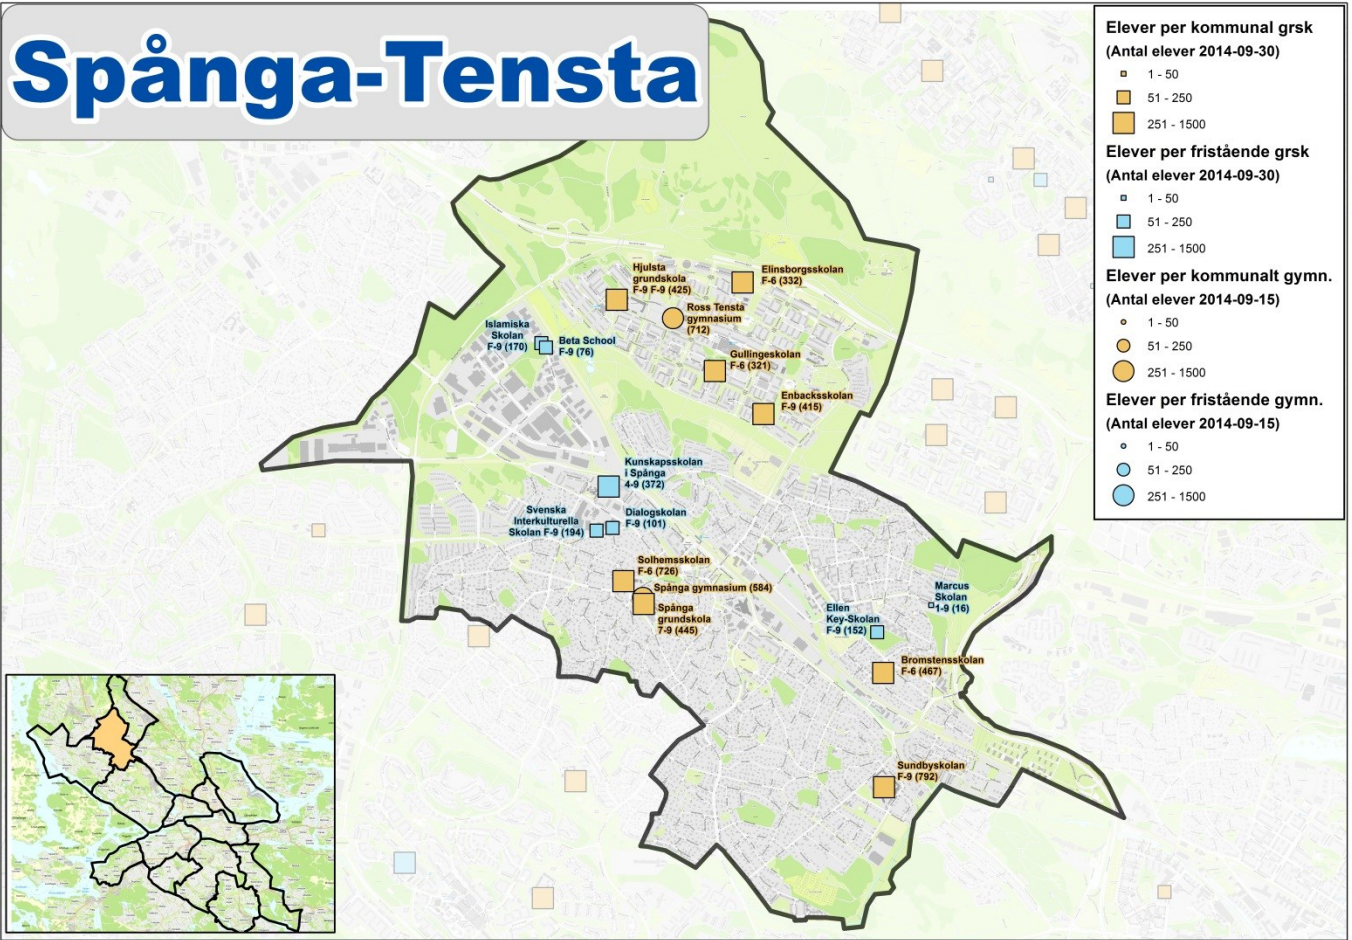 Spånga-Tensta
Elever per kommunal grsk
(Antal elever 2014-09-30)
1 - 50
51 - 250
251 - 1500
Elever per fristående grsk
(Antal elever 2014-09-30)
1 - 50
51 - 250
251 - 1500
Elever per kommunalt gymn.
(Antal elever 2014-09-15)
1 - 50
51 - 250
251 - 1500
Elever per fristående gymn.
(Antal elever 2014-09-15)
1 - 50
51 - 250
251 - 1500
Hjulsta
grundskola
F-9 F-9 (425)
Elinsborgsskolan
F-6 (332)
Ross Tensta
gymnasium
(712)
Islamiska
Skolan
F-9 (170)
Beta School
F-9 (76)
Gullingeskolan
F-6 (321)
Enbacksskolan
F-9 (415)
Kunskapsskolan
i Spånga
4-9 (372)
Svenska
Interkulturella
Skolan F-9 (194)
Dialogskolan
F-9 (101)
Solhemsskolan
F-6 (726)
Spånga gymnasium (584)
Spånga
grundskola
7-9 (445)
Marcus
Skolan
1-9 (16)
Ellen
Key-Skolan
F-9 (152)
Bromstensskolan
F-6 (467)
Sundbyskolan
F-9 (792)